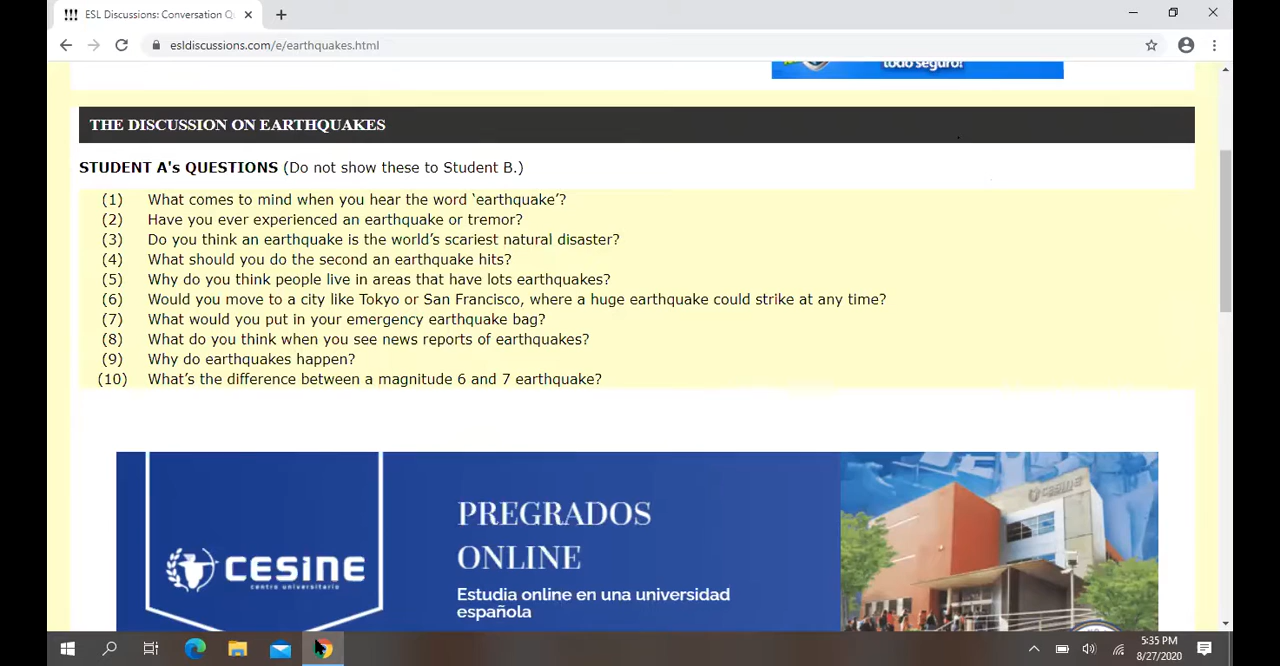 ESL Discussions: Conversation Q
esldiscussions.com/e/earthquakes.html
todo seguro!
THE DISCUSSION ON EARTHQUAKES
STUDENT A's QUESTIONS (Do not show these to Student B.)
(1) What comes to mind when you hear the word ‘earthquake’?
(2) Have you ever experienced an earthquake or tremor?
(3) Do you think an earthquake is the world’s scariest natural disaster?
(4) What should you do the second an earthquake hits?
(5) Why do you think people live in areas that have lots earthquakes?
(6) Would you move to a city like Tokyo or San Francisco, where a huge earthquake could strike at any time?
(7) What would you put in your emergency earthquake bag?
(8) What do you think when you see news reports of earthquakes?
(9) Why do earthquakes happen?
(10) What’s the difference between a magnitude 6 and 7 earthquake?
CESINE
centro universitario
PREGRADOS
ONLINE
Estudia online en una universidad
española
CESINE
5:35 PM
8/27/2020